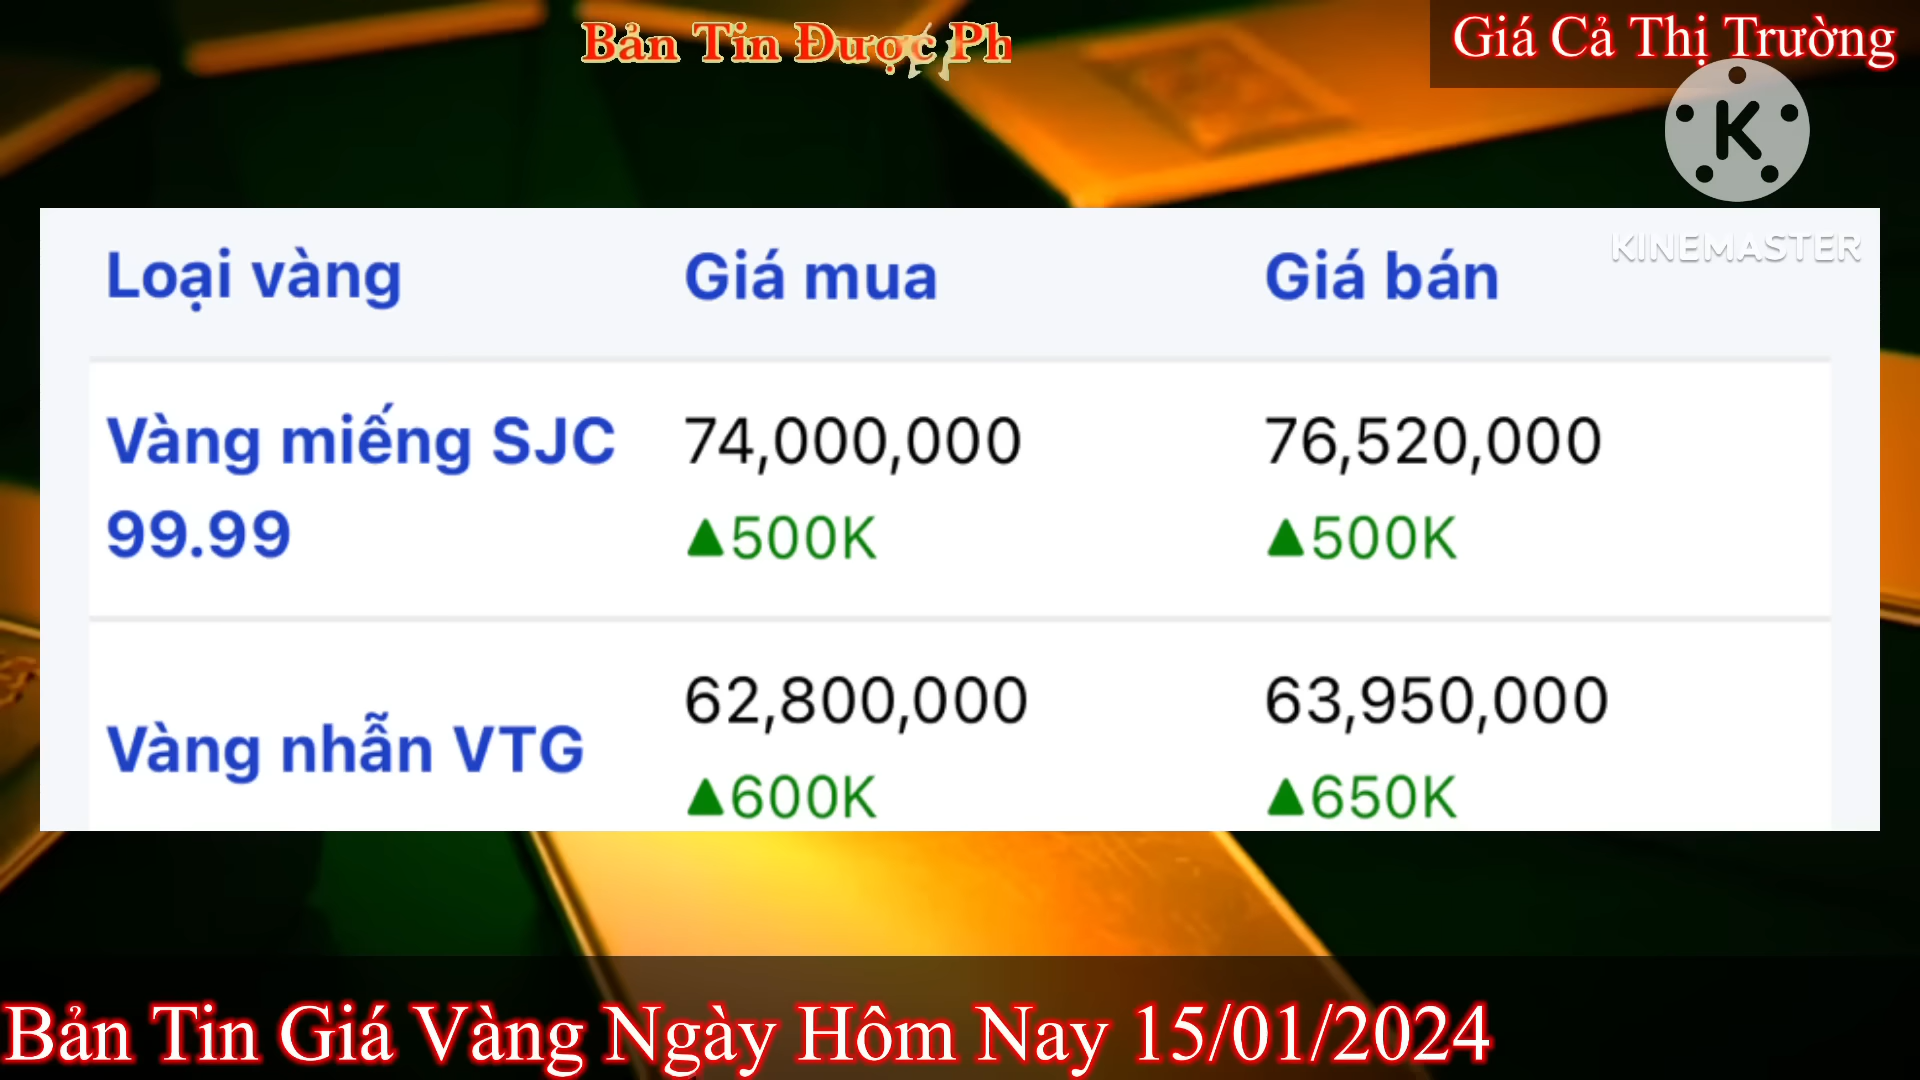 Bản Tin Được Ph
Giá Cả Thị Trường
K
KINEMASTER
Loại vàng Giá mua Giá bán
Vàng miếng SJC 99.99 74,000,000 76,520,000
▲500K ▲500K
Vàng nhẫn VTG 62,800,000 63,950,000
▲600K ▲650K
Bản Tin Giá Vàng Ngày Hôm Nay 15/01/2024